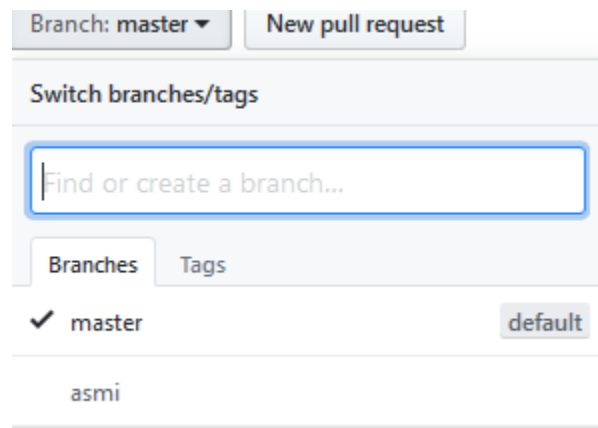 Branch: master New pull request
Switch branches/tags
Find or create a branch...
Branches Tags
master default
asmi